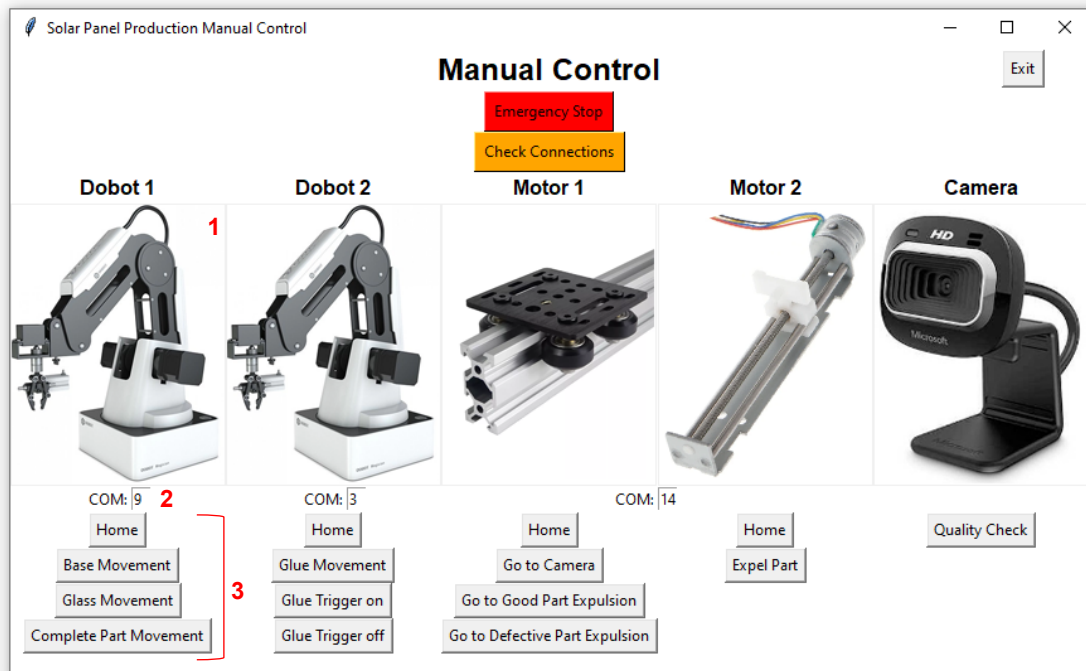 Solar Panel Production Manual Control
Manual Control
Exit
Emergency Stop
Check Connections
Dobot 1 Dobot 2 Motor 1 Motor 2 Camera
1
HD
Microsoft
COM: 9 2 COM: 3 COM: 14
Home Home Home Home Quality Check
Base Movement Glue Movement Go to Camera Expel Part
3
Glass Movement Glue Trigger on Go to Good Part Expulsion
Complete Part Movement Glue Trigger off Go to Defective Part Expulsion